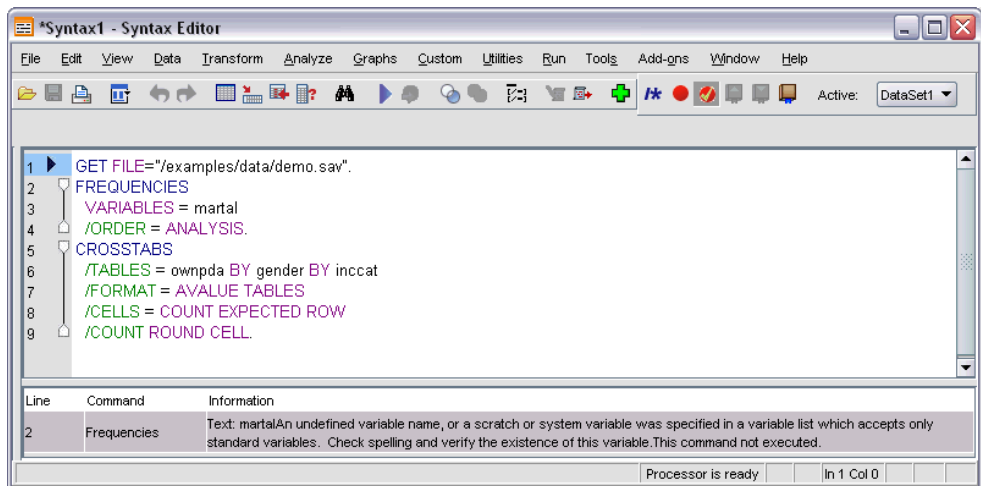 *Syntax1 - Syntax Editor
File Edit View Data Transform Analyze Graphs Custom Utilities Run Tools Add-ons Window Help
Active: DataSet1
1 GET FILE="/examples/data/demo.sav".
2 FREQUENCIES
3 VARIABLES = martal
4 /ORDER = ANALYSIS.
5 CROSSTABS
6 /TABLES = ownpda BY gender BY inccat
7 /FORMAT = AVALUE TABLES
8 /CELLS = COUNT EXPECTED ROW
9 /COUNT ROUND CELL.
Line Command Information
2 Frequencies Text: martalAn undefined variable name, or a scratch or system variable was specified in a variable list which accepts only
standard variables. Check spelling and verify the existence of this variable.This command not executed.
Processor is ready In 1 Col 0